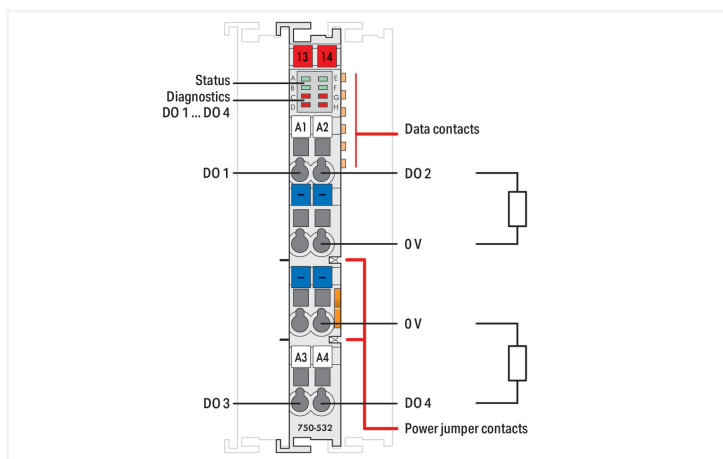 13 14
Status
A E
B F
Diagnostics
C G
DO 1 ... DO 4
D H
A1 A2
Data contacts
DO 1
DO 2
– –
0 V
– –
0 V
A3 A4
DO 3
DO 4
750-532
Power jumper contacts